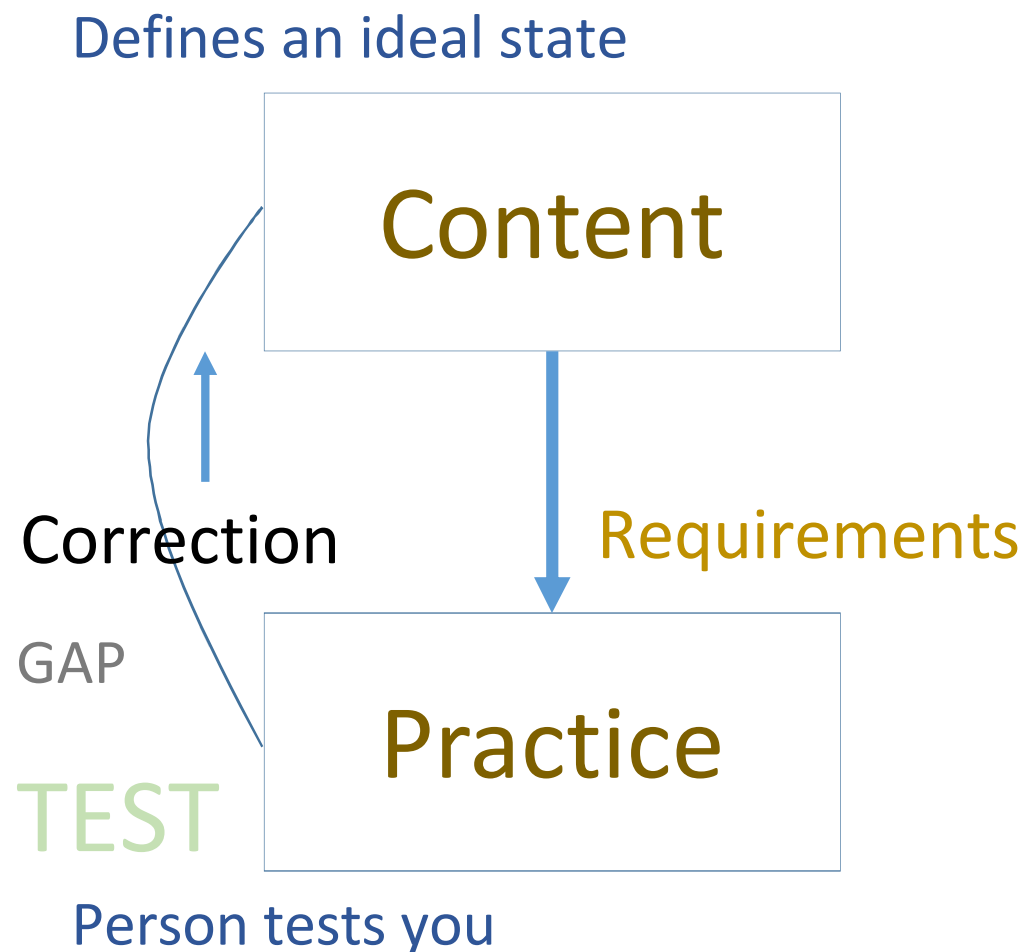 Defines an ideal state
Content
Correction
Requirements
GAP
Practice
TEST
Person tests you